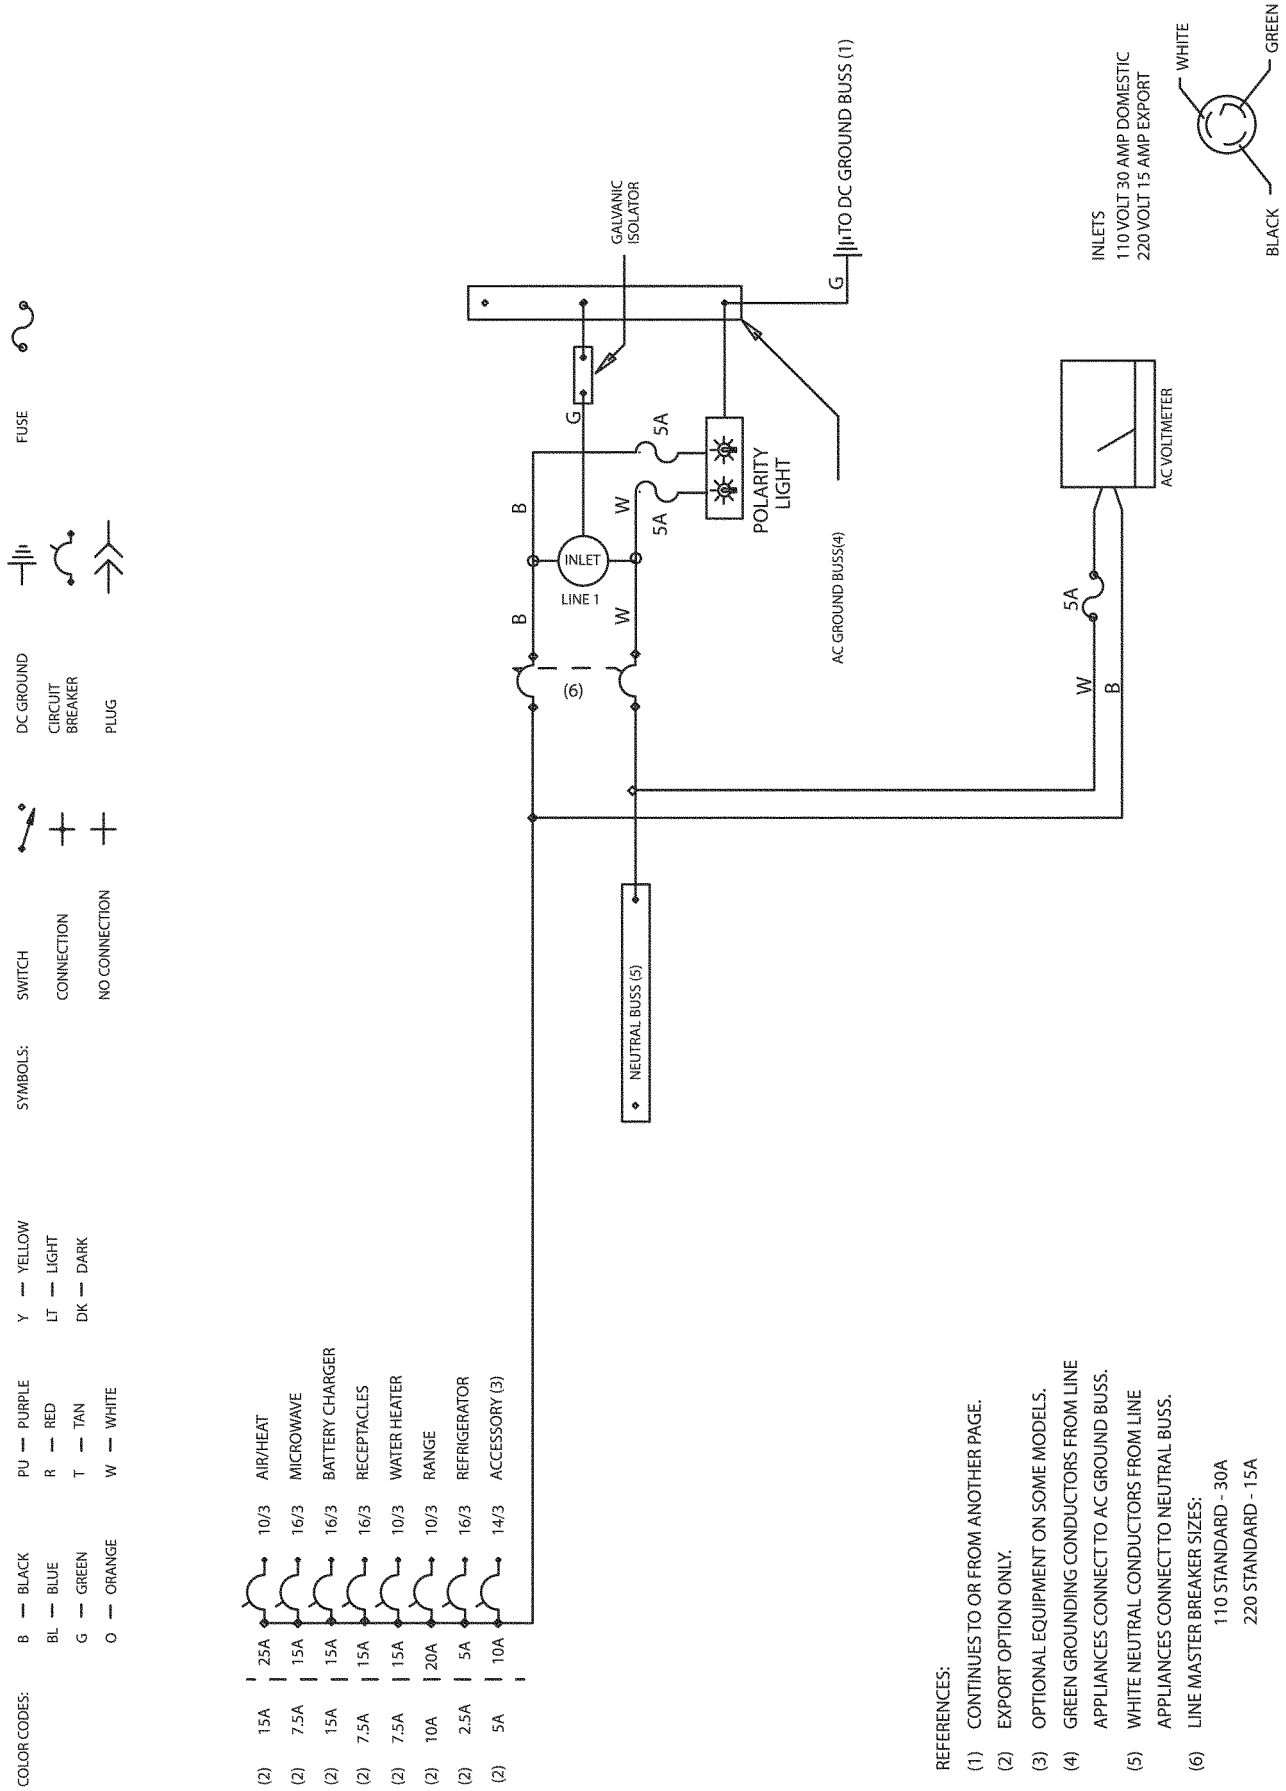 COLOR CODES:
B — BLACK
BL — BLUE
G — GREEN
O — ORANGE
PU — PURPLE
R — RED
T — TAN
W — WHITE
Y — YELLOW
LT — LIGHT
DK — DARK
SYMBOLS:
SWITCH
CONNECTION
NO CONNECTION
DC GROUND
CIRCUIT
BREAKER
PLUG
FUSE
(2) 15A 25A 10/3 AIR/HEAT
(2) 7.5A 15A 16/3 MICROWAVE
(2) 15A 15A 16/3 BATTERY CHARGER
(2) 7.5A 15A 16/3 RECEPTACLES
(2) 7.5A 15A 10/3 WATER HEATER
(2) 10A 20A 10/3 RANGE
(2) 2.5A 5A 16/3 REFRIGERATOR
(2) 5A 10A 14/3 ACCESSORY (3)
B
B
(6)
INLET
LINE 1
G
GALVANIC
ISOLATOR
W
W
5A
5A
NEUTRAL BUSS (5)
POLARITY
LIGHT
AC GROUND BUSS(4)
G
TO DC GROUND BUSS (1)
5A
W
B
AC VOLTMETER
INLETS
110 VOLT 30 AMP DOMESTIC
220 VOLT 15 AMP EXPORT
WHITE
BLACK
GREEN
REFERENCES:
(1) CONTINUES TO OR FROM ANOTHER PAGE.
(2) EXPORT OPTION ONLY.
(3) OPTIONAL EQUIPMENT ON SOME MODELS.
(4) GREEN GROUNDING CONDUCTORS FROM LINE
APPLIANCES CONNECT TO AC GROUND BUSS.
(5) WHITE NEUTRAL CONDUCTORS FROM LINE
APPLIANCES CONNECT TO NEUTRAL BUSS.
(6) LINE MASTER BREAKER SIZES:
110 STANDARD - 30A
220 STANDARD - 15A